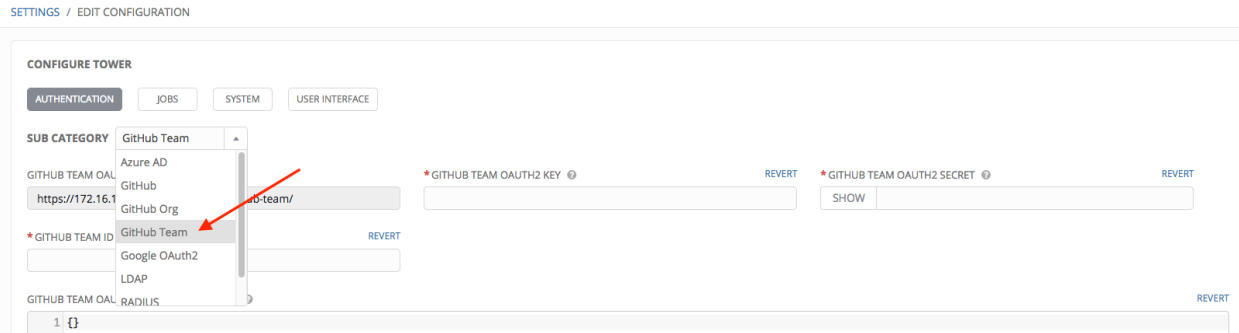 SETTINGS / EDIT CONFIGURATION
CONFIGURE TOWER
AUTHENTICATION JOBS SYSTEM USER INTERFACE
SUB CATEGORY GitHub Team
Azure AD
GITHUB TEAM OAU * GITHUB TEAM OAUTH2 KEY REVERT * GITHUB TEAM OAUTH2 SECRET REVERT
GitHub
https://172.16.1 ub-team/ SHOW
GitHub Org
GitHub Team
* GITHUB TEAM ID REVERT
Google OAuth2
LDAP
RADIUS
GITHUB TEAM OAU REVERT
1 {}